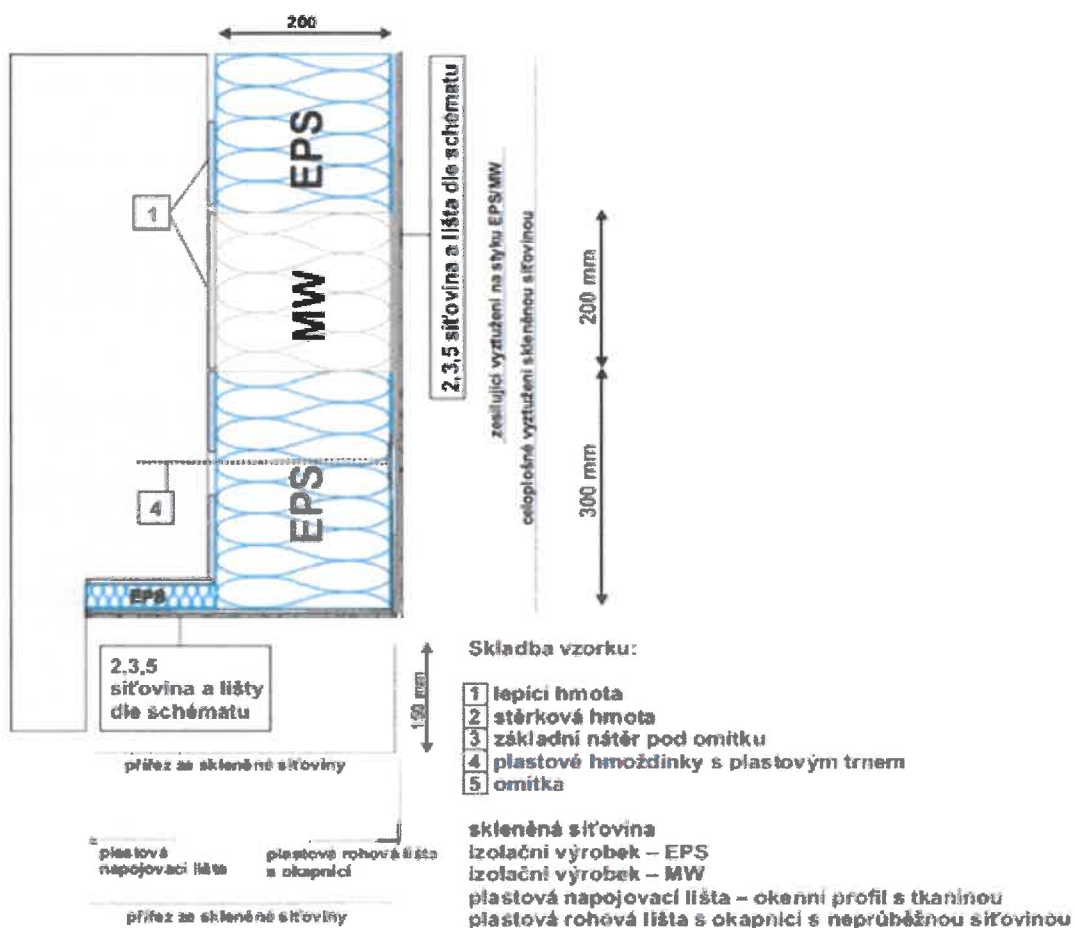 200
EPS
MW
EPS
EPS
1
4
2,3,5 síťovina a lišta dle schématu
zesilující vyztužení na styku EPS/MW
celoplošné vyztužení skleněnou síťovinou
200 mm
300 mm
2,3,5
síťovina a lišty
dle schématu
150 mm
přířez ze skleněné síťoviny
plastová
napojovací lišta
plastová rohová lišta
s okapnicí
přířez ze skleněné síťoviny
Skladba vzorku:
1 lepící hmota
2 stěrková hmota
3 základní nátěr pod omítku
4 plastové hmoždinky s plastovým trnem
5 omítka
skleněná síťovina
izolační výrobek – EPS
izolační výrobek – MW
plastová napojovací lišta – okenní profil s tkaninou
plastová rohová lišta s okapnicí s neprůběžnou síťovinou